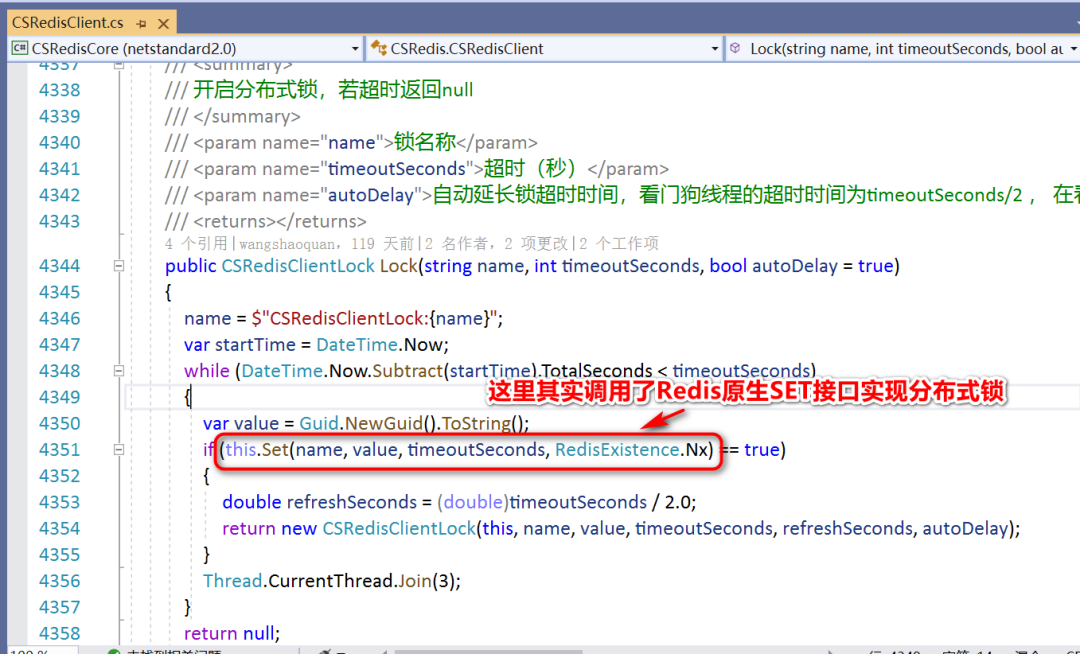 CSRedisClient.cs
CSRedisCore (netstandard2.0) CSRedis.CSRedisClient Lock(string name, int timeoutSeconds, bool au
4337 /// <summary>
4338 /// 开启分布式锁，若超时返回null
4339 /// </summary>
4340 /// <param name="name">锁名称</param>
4341 /// <param name="timeoutSeconds">超时（秒）</param>
4342 /// <param name="autoDelay">自动延长锁超时时间，看门狗线程的超时时间为timeoutSeconds/2 ， 在看
4343 /// <returns></returns>
4 个引用|wangshaoquan，119 天前|2 名作者，2 项更改|2 个工作项
4344 public CSRedisClientLock Lock(string name, int timeoutSeconds, bool autoDelay = true)
4345 {
4346 name = $"CSRedisClientLock:{name}";
4347 var startTime = DateTime.Now;
4348 while (DateTime.Now.Subtract(startTime).TotalSeconds < timeoutSeconds)
这里其实调用了Redis原生SET接口实现分布式锁
4349 {
4350 var value = Guid.NewGuid().ToString();
4351 if (this.Set(name, value, timeoutSeconds, RedisExistence.Nx) == true)
4352 {
4353 double refreshSeconds = (double)timeoutSeconds / 2.0;
4354 return new CSRedisClientLock(this, name, value, timeoutSeconds, refreshSeconds, autoDelay);
4355 }
4356 Thread.CurrentThread.Join(3);
4357 }
4358 return null;